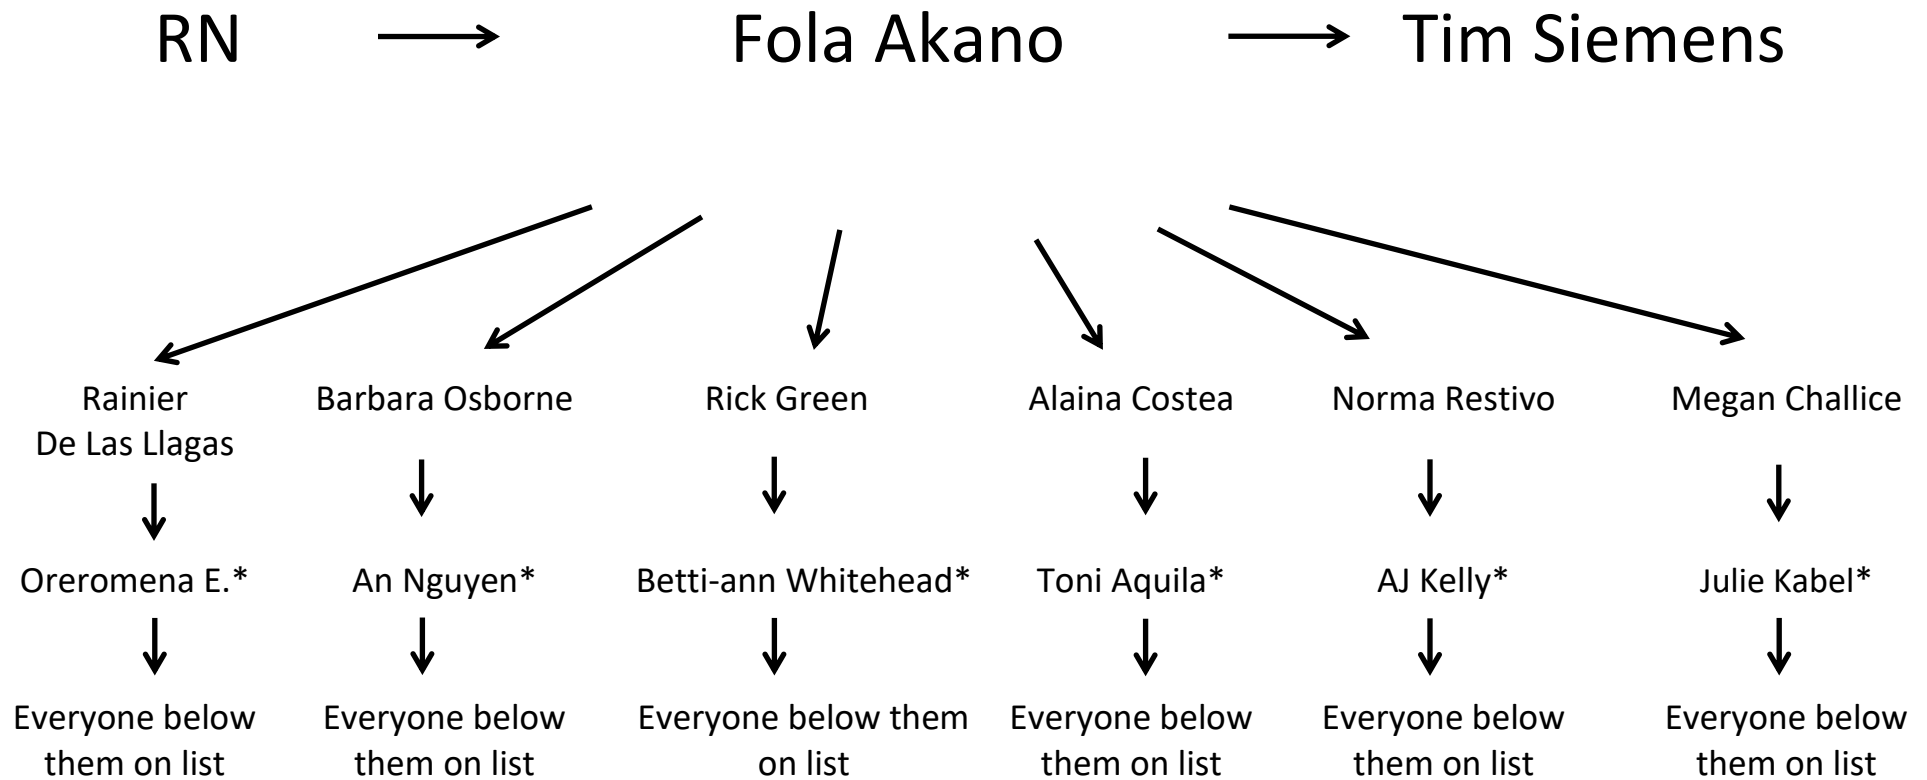 RN
Fola Akano
Tim Siemens
Rainier
De Las Llagas
Barbara Osborne
Rick Green
Alaina Costea
Norma Restivo
Megan Challice
Oreromena E.*
An Nguyen*
Betti-ann Whitehead*
Toni Aquila*
AJ Kelly*
Julie Kabel*
Everyone below
them on list
Everyone below
them on list
Everyone below them
on list
Everyone below
them on list
Everyone below
them on list
Everyone below
them on list